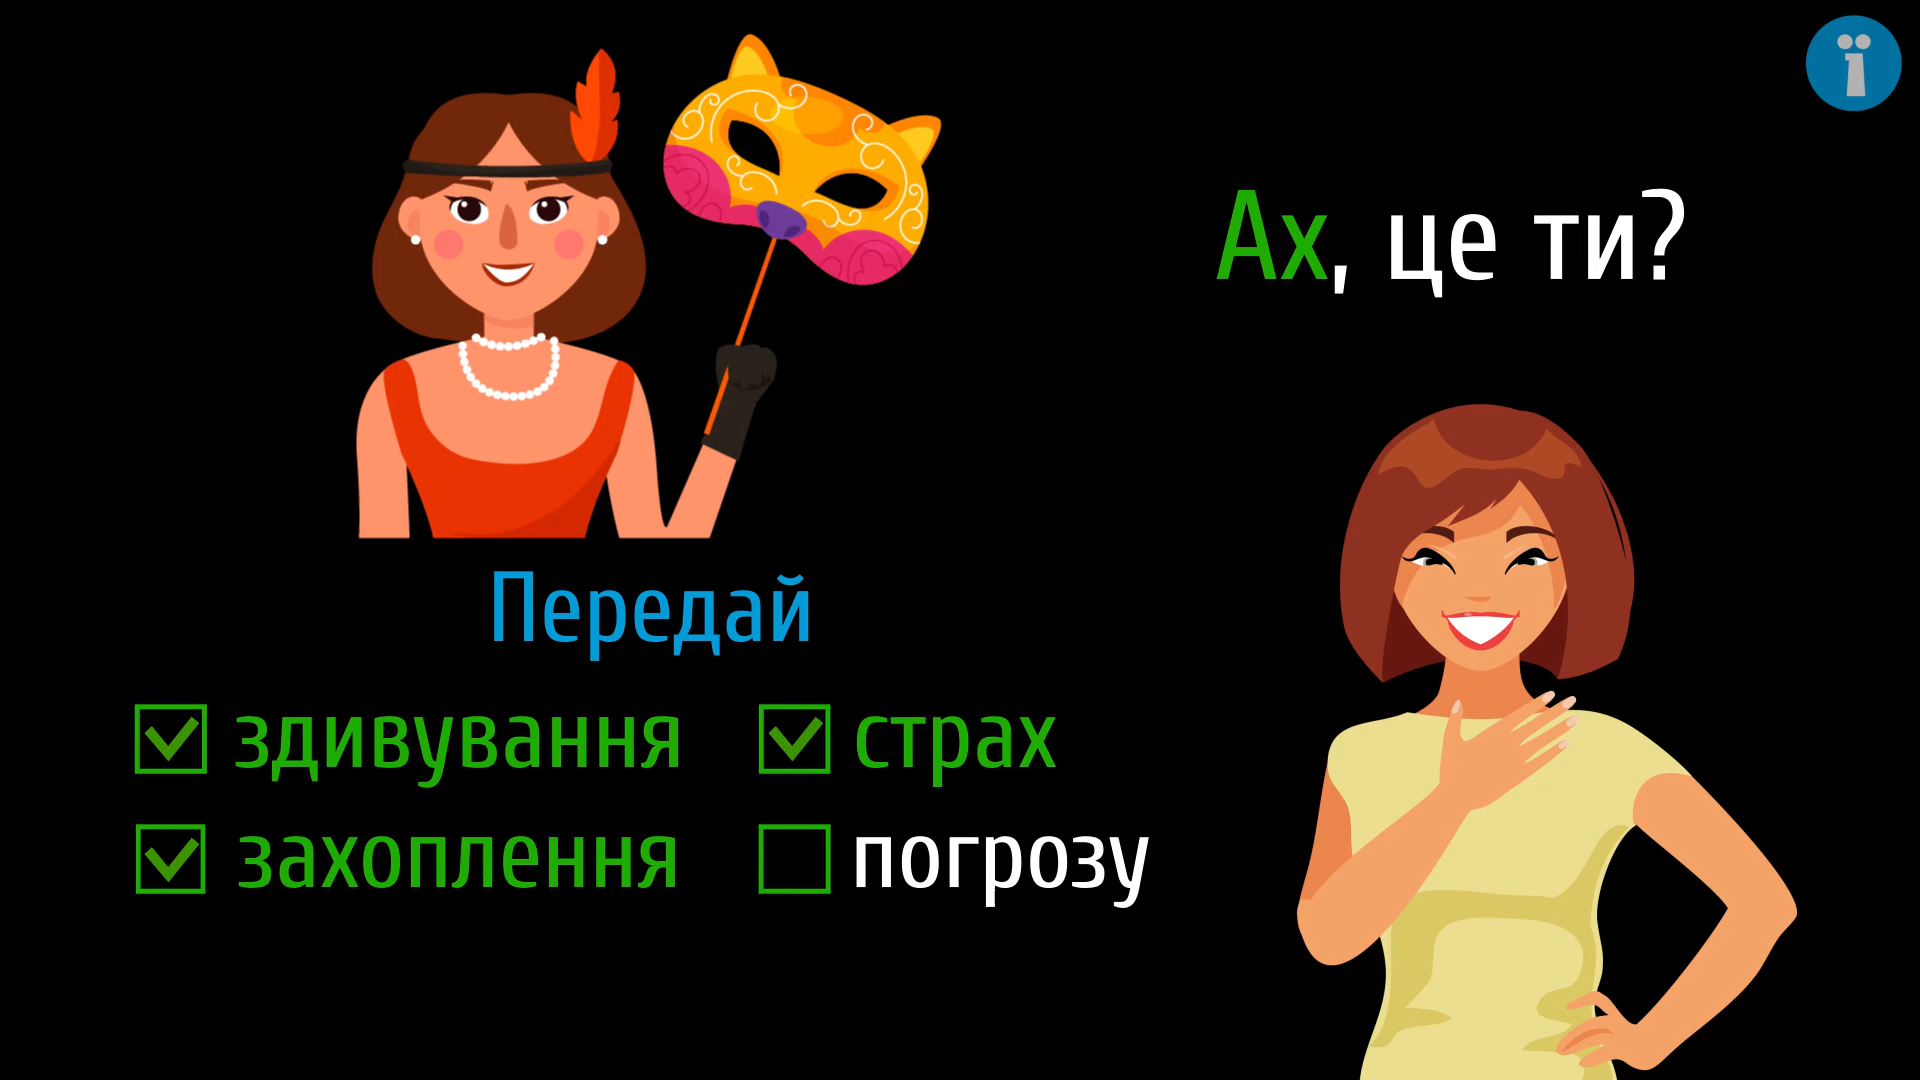 ї
Ах, це ти?
Передай
здивування
страх
захоплення
погрозу